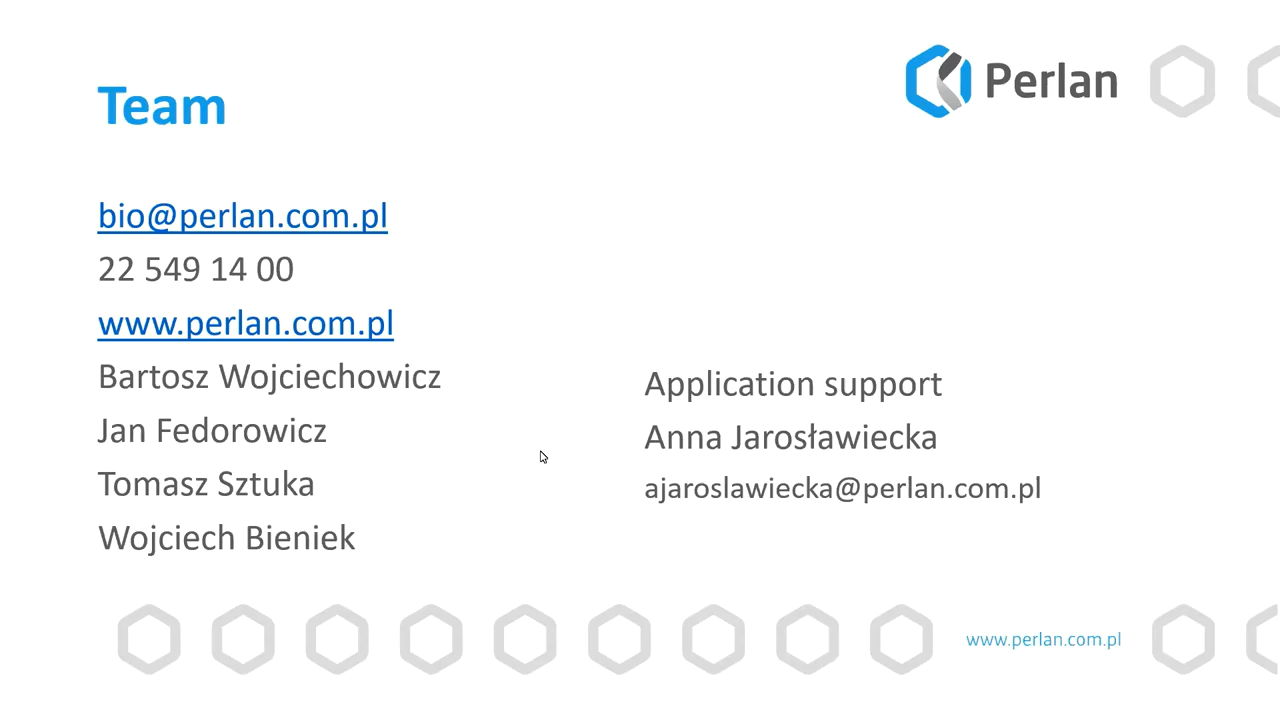 Perlan
Team
bio@perlan.com.pl
22 549 14 00
www.perlan.com.pl
Bartosz Wojciechowicz
Jan Fedorowicz
Tomasz Sztuka
Wojciech Bieniek
Application support
Anna Jarosławiecka
ajaroslawiecka@perlan.com.pl
www.perlan.com.pl